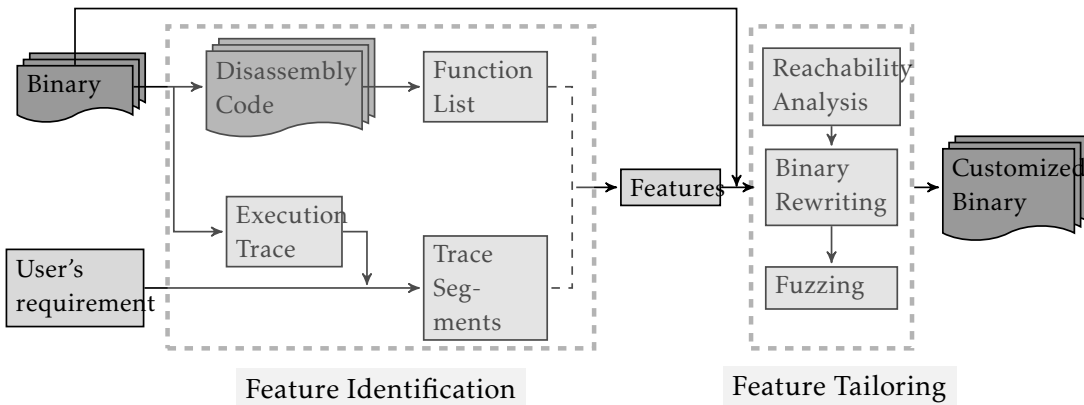 Binary
Disassembly
Code
Function
List
Execution
Trace
User's
requirement
Trace
Seg-
ments
Feature Identification
Features
Reachability
Analysis
Binary
Rewriting
Fuzzing
Feature Tailoring
Customized
Binary